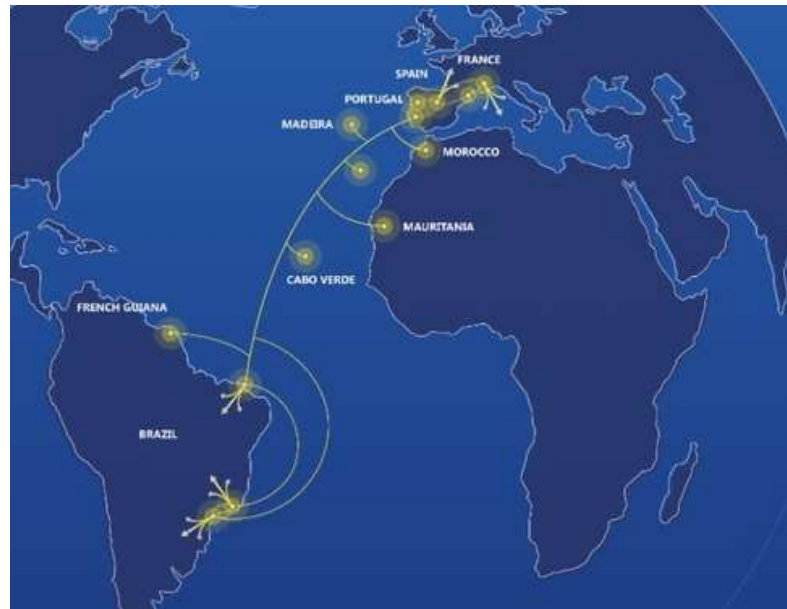 FRANCE
SPAIN
PORTUGAL
MADEIRA
MOROCCO
MAURITANIA
CABO VERDE
FRENCH GUIANA
BRAZIL